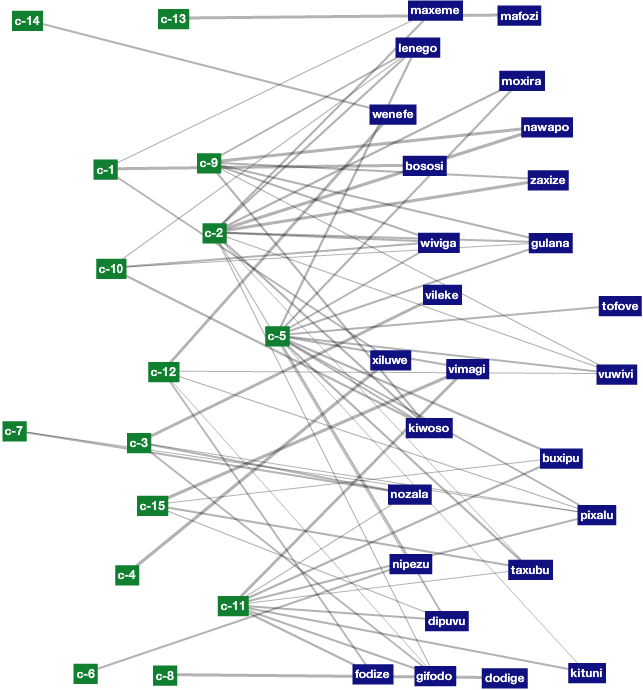 maxeme
c-13
mafozi
c-14
lenego
moxira
wenefe
nawapo
c-9
bososi
c-1
zaxize
c-2
wiviga
gulana
c-10
vileke
tofove
c-5
xiluwe
vimagi
c-12
vuwivi
kiwoso
c-7
c-3
buxipu
nozala
c-15
pixalu
nipezu
taxubu
c-4
c-11
dipuvu
c-6
c-8
fodize
gifodo
dodige
kituni